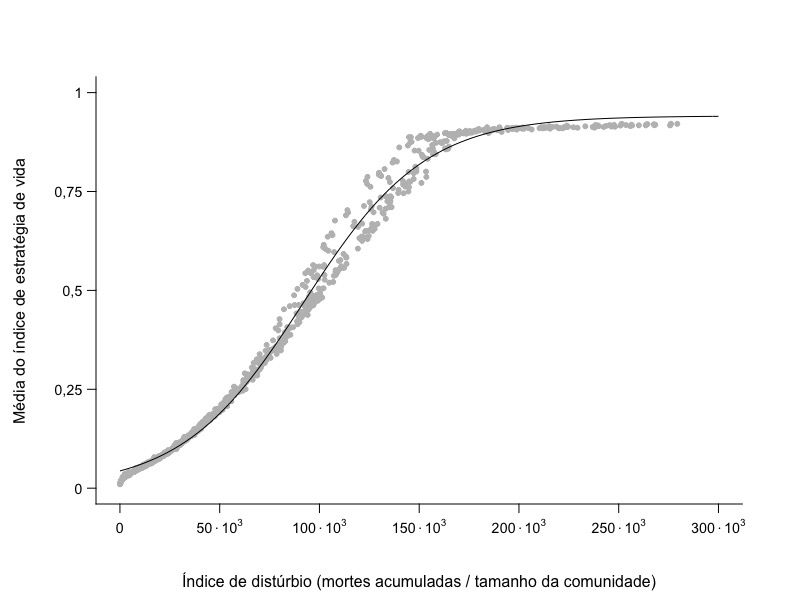 Média do índice de estratégia de vida
1
0,75
0,5
0,25
0
0 50·10³ 100·10³ 150·10³ 200·10³ 250·10³ 300·10³
Índice de distúrbio (mortes acumuladas / tamanho da comunidade)